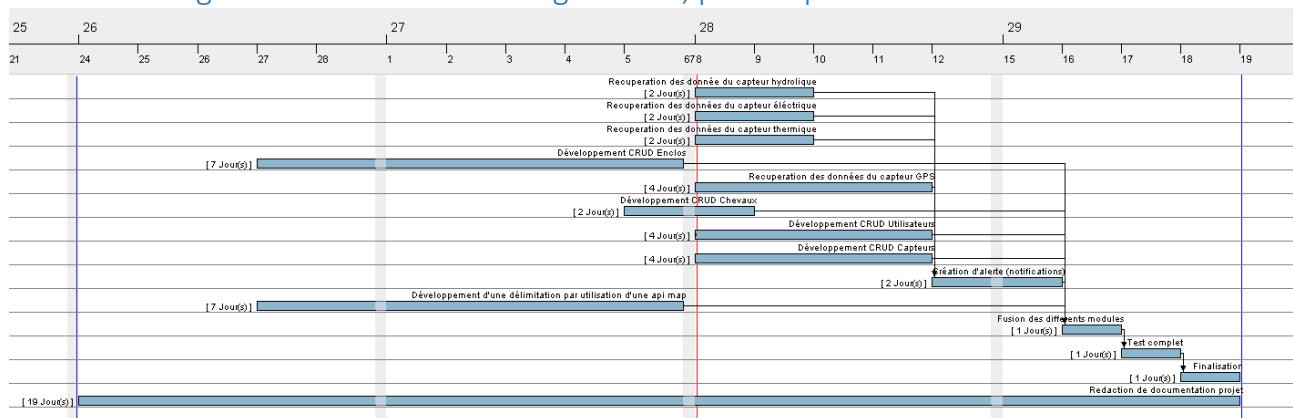 25 26 27 28 29
21 24 25 26 27 28 1 2 3 4 5 6 7 8 9 10 11 12 15 16 17 18 19
Recuperation des donnée du capteur hydrolique
[ 2 Jour(s) ]
Recuperation des données du capteur éléctrique
[ 2 Jour(s) ]
Recuperation des données du capteur thermique
[ 2 Jour(s) ]
Développement CRUD Enclos
[ 7 Jour(s) ]
Recuperation des données du capteur GPS
[ 4 Jour(s) ]
Développement CRUD Chevaux
[ 2 Jour(s) ]
Développement CRUD Utilisateurs
[ 4 Jour(s) ]
Développement CRUD Capteurs
[ 4 Jour(s) ]
Création d'alerte (notifications)
[ 2 Jour(s) ]
Développement d'une délimitation par utilisation d'une api map
[ 7 Jour(s) ]
Fusion des differents modules
[ 1 Jour(s) ]
Test complet
[ 1 Jour(s) ]
Finalisation
[ 1 Jour(s) ]
Redaction de documentation projet
[ 19 Jour(s) ]